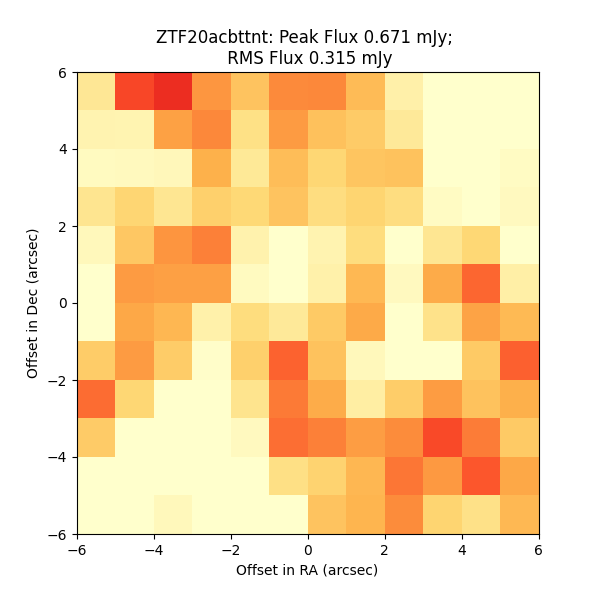 ZTF20acbttnt: Peak Flux 0.671 mJy;
RMS Flux 0.315 mJy
6
4
2
0
−2
−4
−6
Offset in Dec (arcsec)
−6 −4 −2 0 2 4 6
Offset in RA (arcsec)